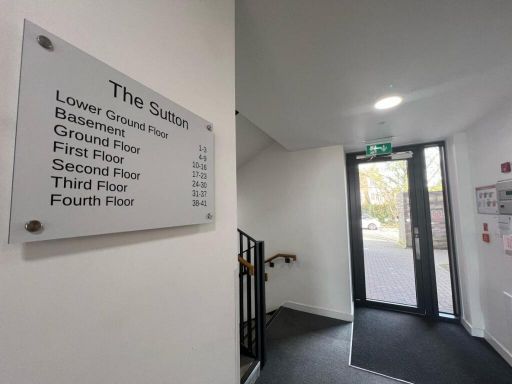 The Sutton
Lower Ground Floor 1-3
Basement 4-9
Ground Floor 10-16
First Floor 17-23
Second Floor 24-30
Third Floor 31-37
Fourth Floor 38-41